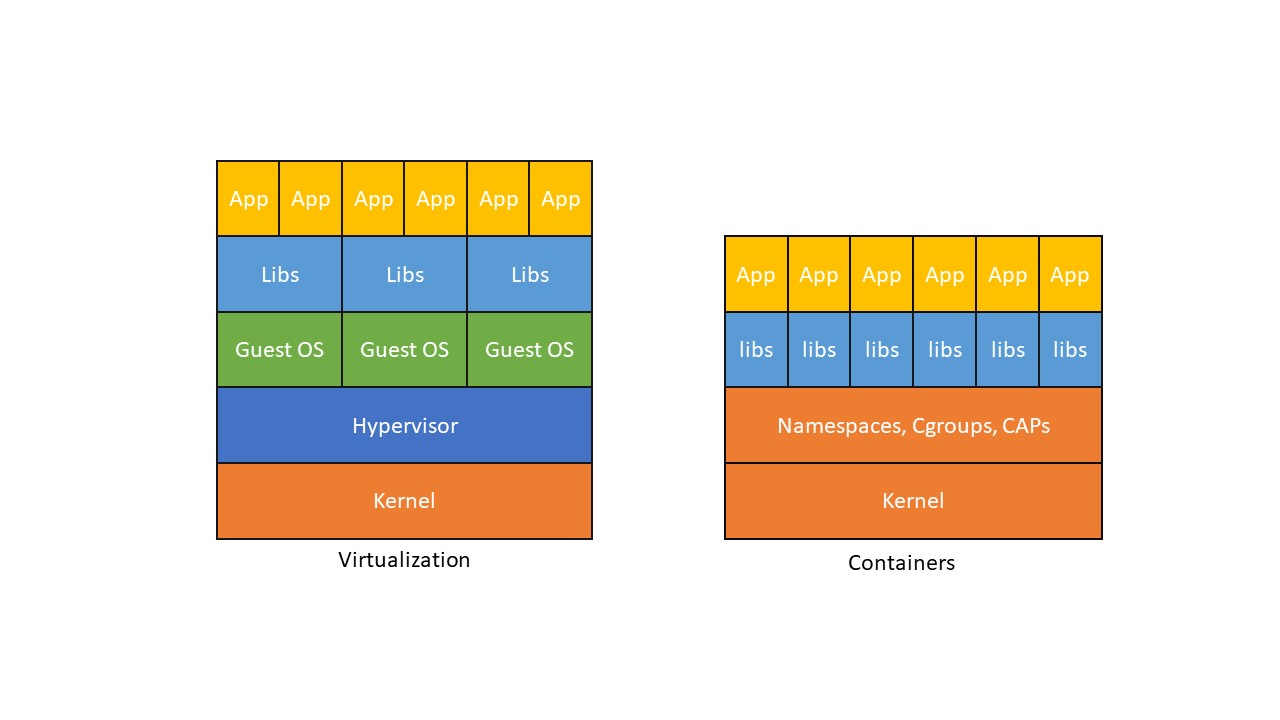 App App App App App App
Libs Libs Libs
Guest OS Guest OS Guest OS
Hypervisor
Kernel
Virtualization
App App App App App App
libs libs libs libs libs libs
Namespaces, Cgroups, CAPs
Kernel
Containers